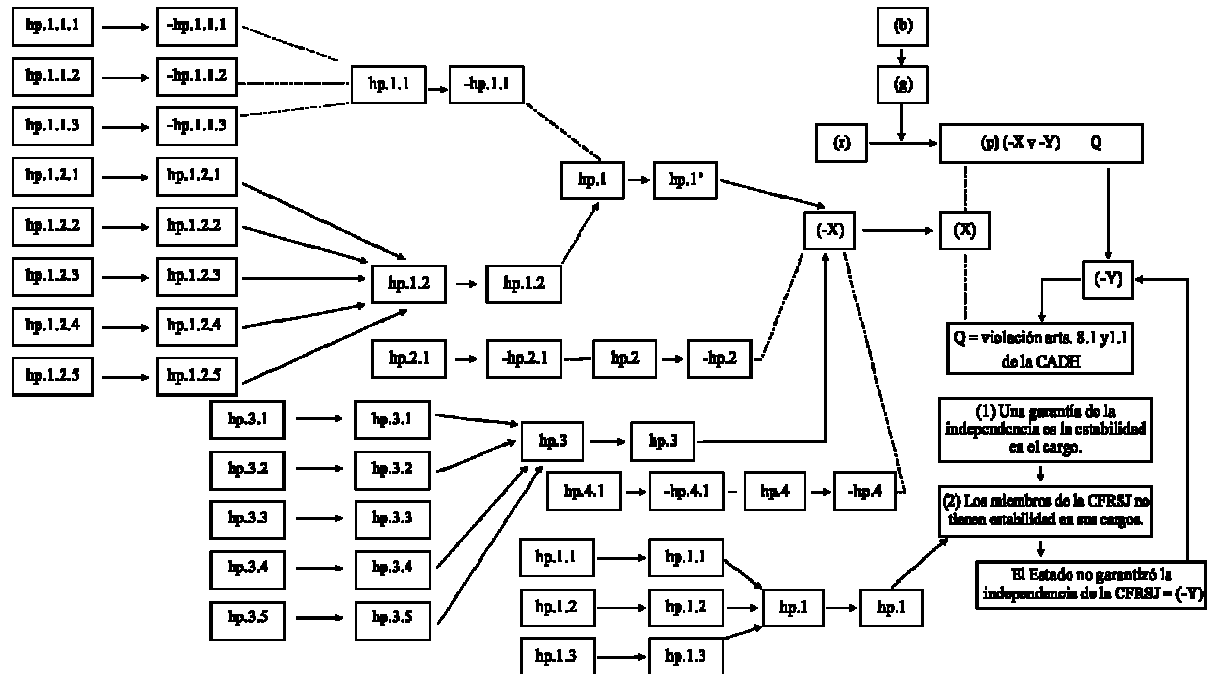 hp.1.1.1
-hp.1.1.1
hp.1.1.2
-hp.1.1.2
hp.1.1.3
-hp.1.1.3
hp.1.1
-hp.1.1
hp.1.2.1
hp.1.2.1
hp.1.2.2
hp.1.2.2
hp.1.2.3
hp.1.2.3
hp.1.2.4
hp.1.2.4
hp.1.2.5
hp.1.2.5
hp.1.2
hp.1.2
hp.1
hp.1'
hp.2.1
-hp.2.1
hp.2
-hp.2
hp.3.1
hp.3.1
hp.3.2
hp.3.2
hp.3.3
hp.3.3
hp.3.4
hp.3.4
hp.3.5
hp.3.5
hp.3
hp.3
hp.4.1
-hp.4.1
hp.4
-hp.4
hp.1.1
hp.1.1
hp.1.2
hp.1.2
hp.1.3
hp.1.3
hp.1
hp.1
(b)
(g)
(r)
(p) (-X v -Y) Q
(-X)
(X)
(-Y)
Q = violación arts. 8.1 y1.1
de la CADH
(1) Una garantía de la
independencia es la estabilidad
en el cargo.
(2) Los miembros de la CFRSJ no
tienen estabilidad en sus cargos.
El Estado no garantizó la
independencia de la CFRSJ = (-Y)